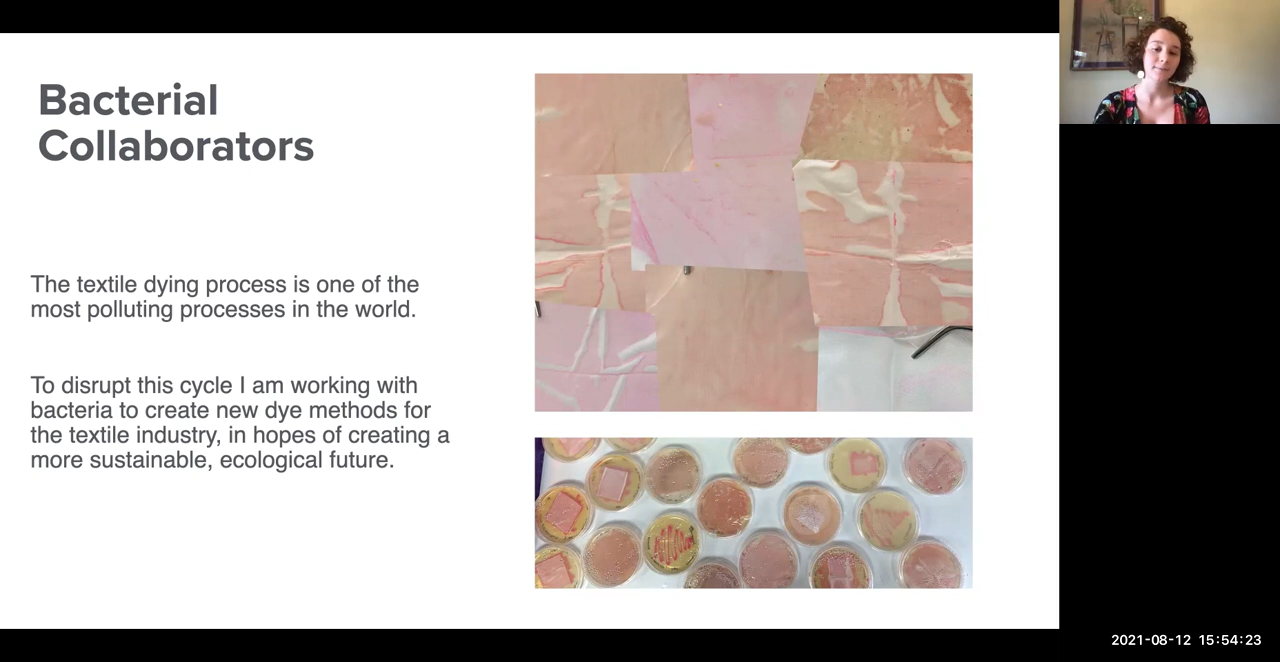 Bacterial
Collaborators
The textile dying process is one of the
most polluting processes in the world.
To disrupt this cycle I am working with
bacteria to create new dye methods for
the textile industry, in hopes of creating a
more sustainable, ecological future.
2021-08-12 15:54:23